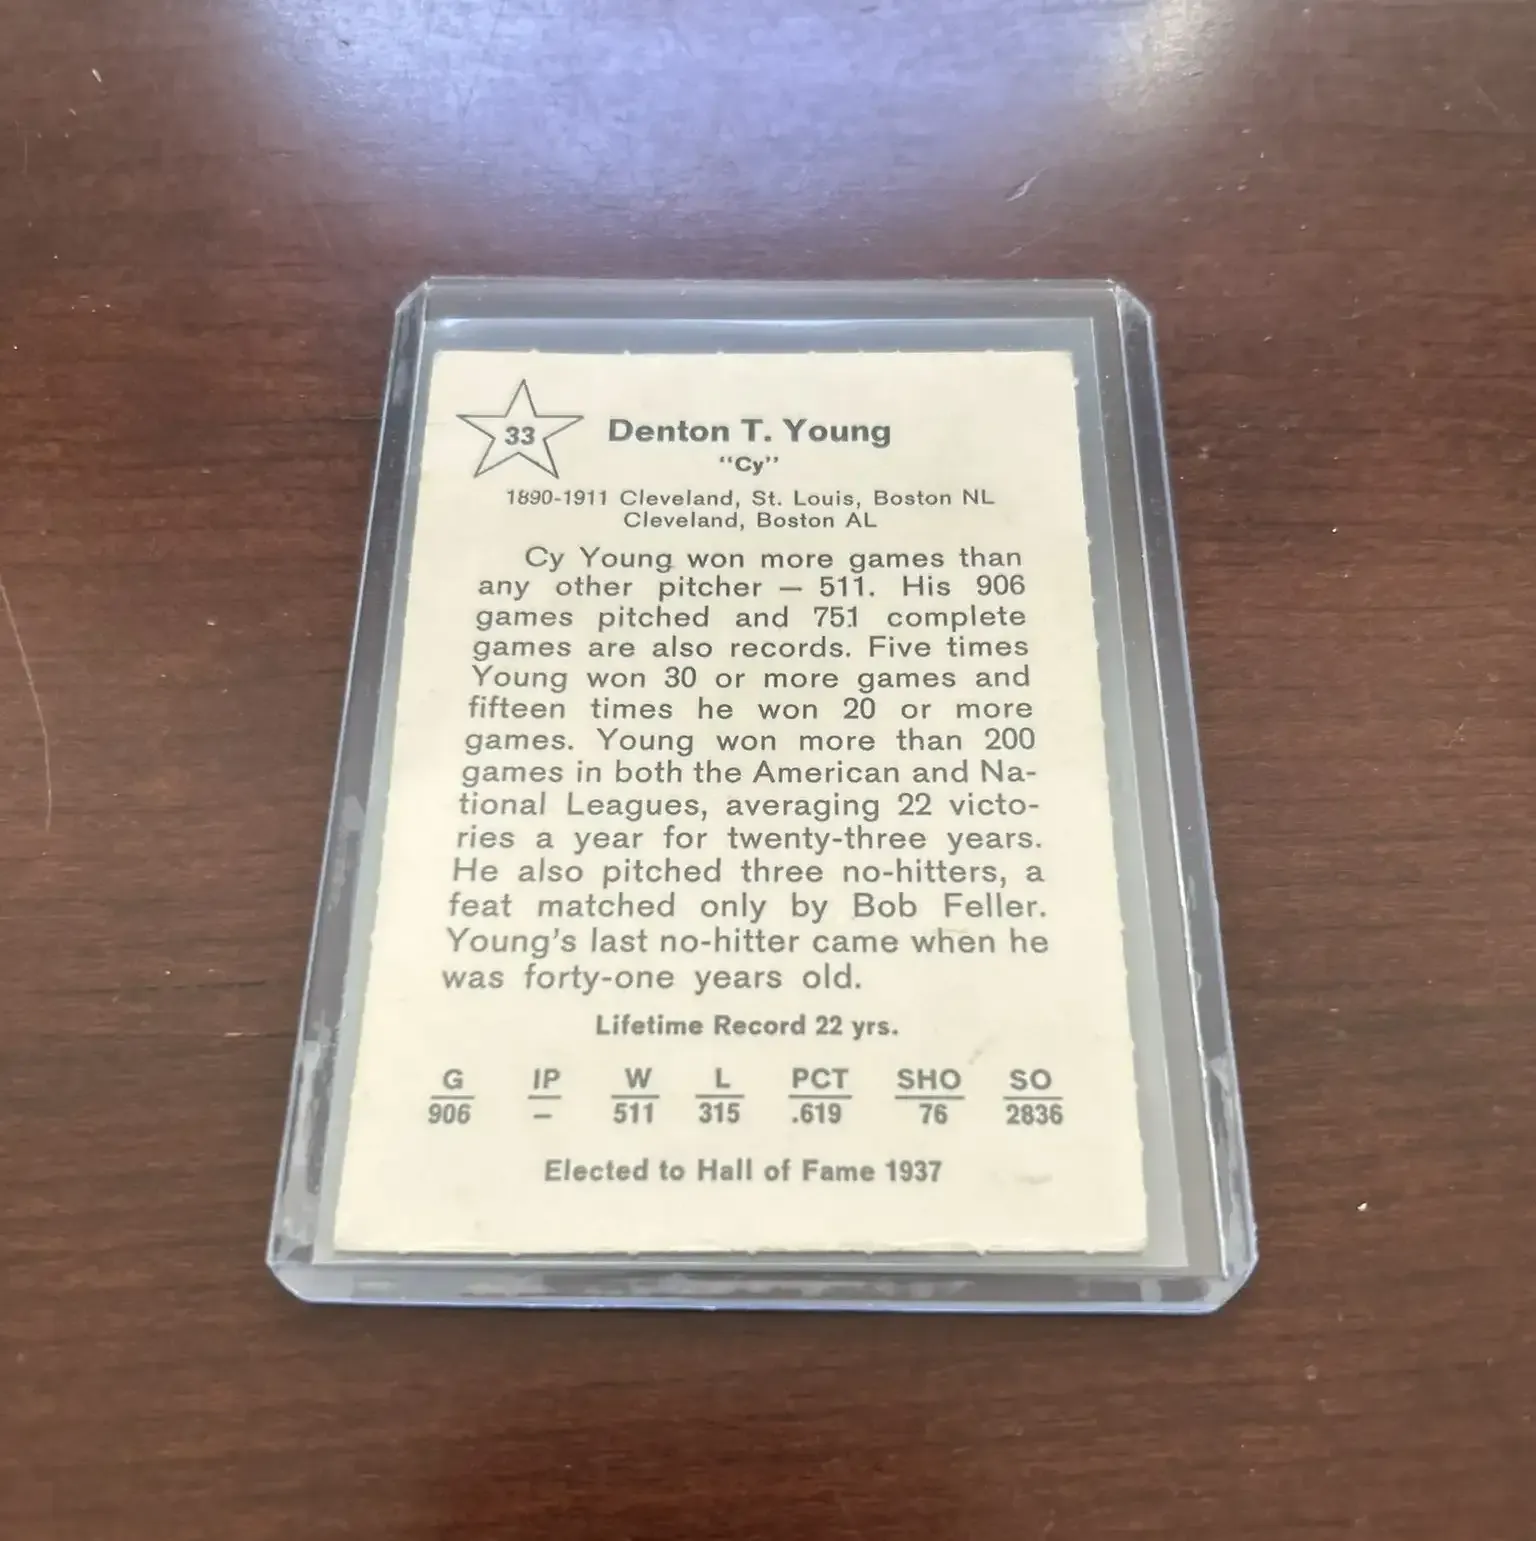 33
Denton T. Young
"Cy"
1890-1911 Cleveland, St. Louis, Boston NL
Cleveland, Boston AL
Cy Young won more games than
any other pitcher — 511. His 906
games pitched and 751 complete
games are also records. Five times
Young won 30 or more games and
fifteen times he won 20 or more
games. Young won more than 200
games in both the American and Na-
tional Leagues, averaging 22 victo-
ries a year for twenty-three years.
He also pitched three no-hitters, a
feat matched only by Bob Feller.
Young's last no-hitter came when he
was forty-one years old.
Lifetime Record 22 yrs.
G IP W L PCT SHO SO
906 — 511 315 .619 76 2836
Elected to Hall of Fame 1937